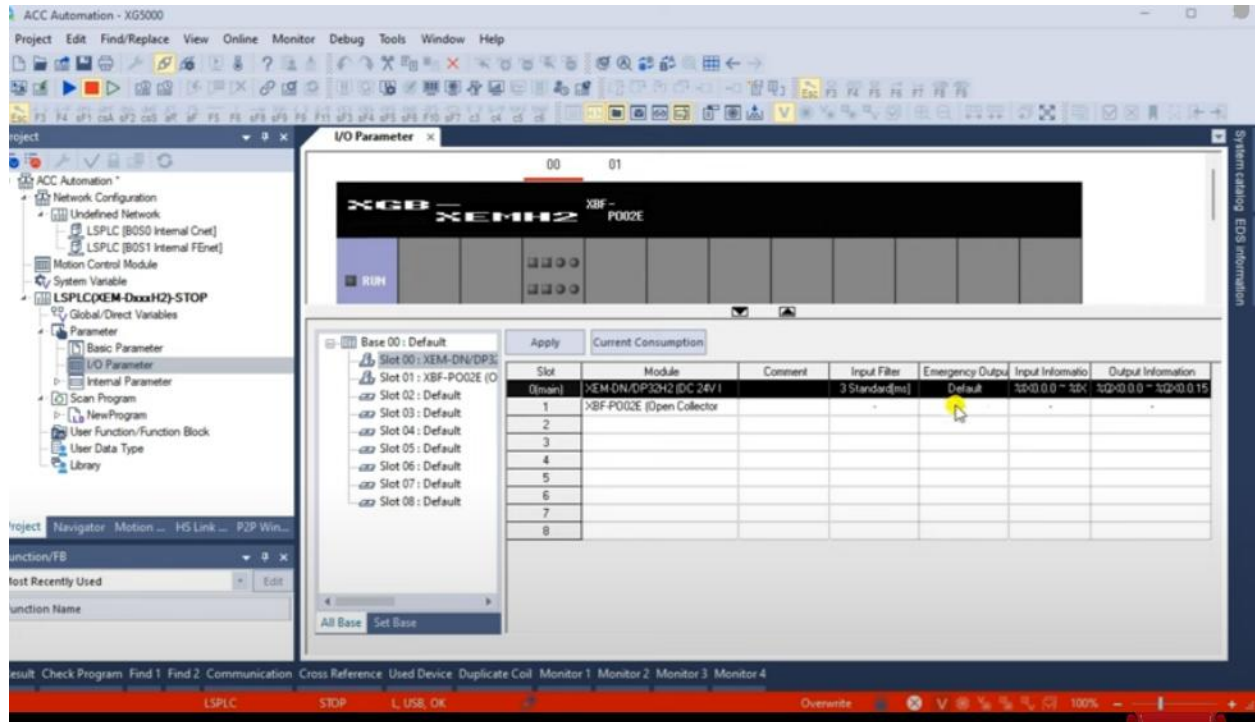 ACC Automation - XG5000
Project Edit Find/Replace View Online Monitor Debug Tools Window Help
roject
I/O Parameter ×
ACC Automation *
Network Configuration
Undefined Network
LSPLC [B0S0 Internal Cnet]
LSPLC [B0S1 Internal FEnet]
Motion Control Module
System Variable
LSPLC(XEM-DxxxH2)-STOP
Global/Direct Variables
Parameter
Basic Parameter
I/O Parameter
Internal Parameter
Scan Program
NewProgram
User Function/Function Block
User Data Type
Library
roject Navigator Motion ... HS Link ... P2P Win...
unction/FB
Most Recently Used Edit
unction Name
00 01
XGB-
XEMH2
XBF-
PO02E
RUN
Base 00 : Default
Slot 00 : XEM-DN/DP32
Slot 01 : XBF-PO02E (O
Slot 02 : Default
Slot 03 : Default
Slot 04 : Default
Slot 05 : Default
Slot 06 : Default
Slot 07 : Default
Slot 08 : Default
All Base Set Base
Apply Current Consumption
Slot Module Comment Input Filter Emergency Outpu Input Informatio Output Information
0(main) XEM-DN/DP32H2 (DC 24V I 3 Standard[ms] Default %IX0.0.0 ~ %IX %QX0.0.0 ~ %QX0.0.15
1 XBF-PO02E (Open Collector - - - -
2
3
4
5
6
7
8
System catalog EDS information
esult Check Program Find 1 Find 2 Communication Cross Reference Used Device Duplicate Coil Monitor 1 Monitor 2 Monitor 3 Monitor 4
LSPLC STOP L, USB, OK Overwrite 100%